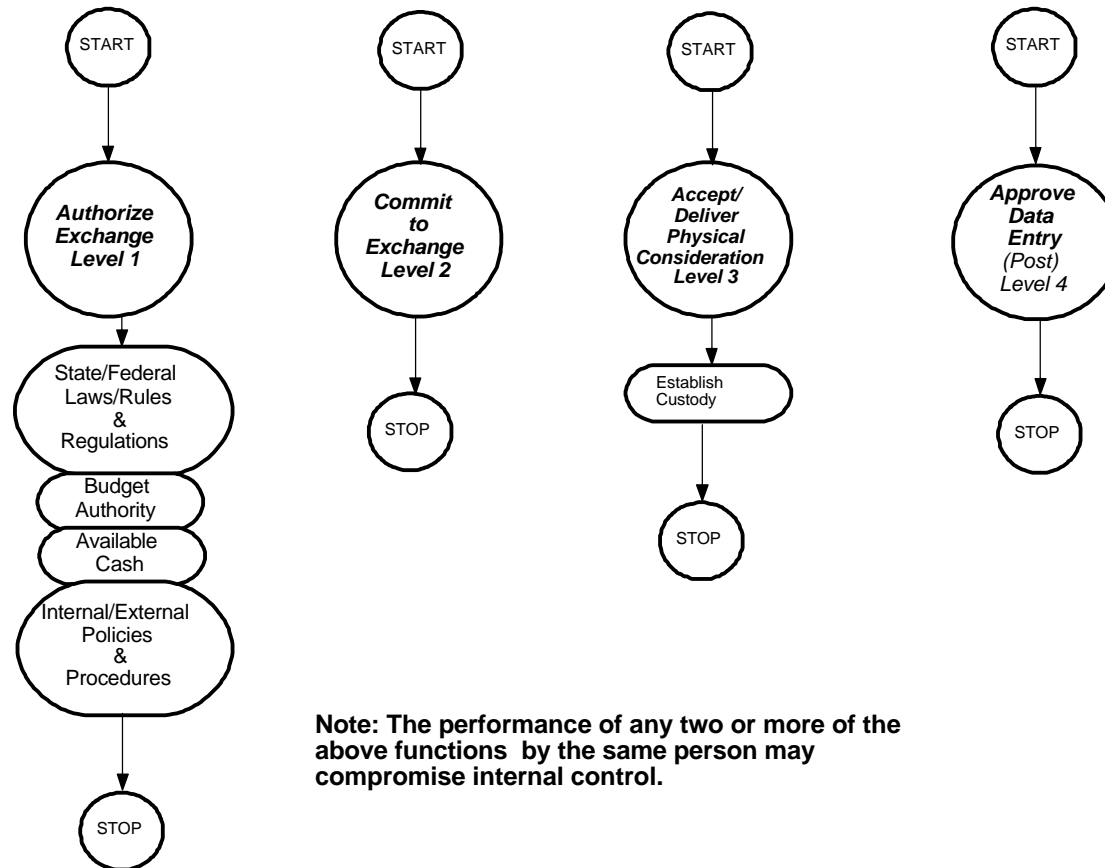 START
Authorize
Exchange
Level 1
State/Federal
Laws/Rules
&
Regulations
Budget
Authority
Available
Cash
Internal/External
Policies
&
Procedures
STOP
START
Commit
to
Exchange
Level 2
STOP
START
Accept/
Deliver
Physical
Consideration
Level 3
Establish
Custody
STOP
START
Approve
Data
Entry
(Post)
Level 4
STOP
Note: The performance of any two or more of the
above functions by the same person may
compromise internal control.